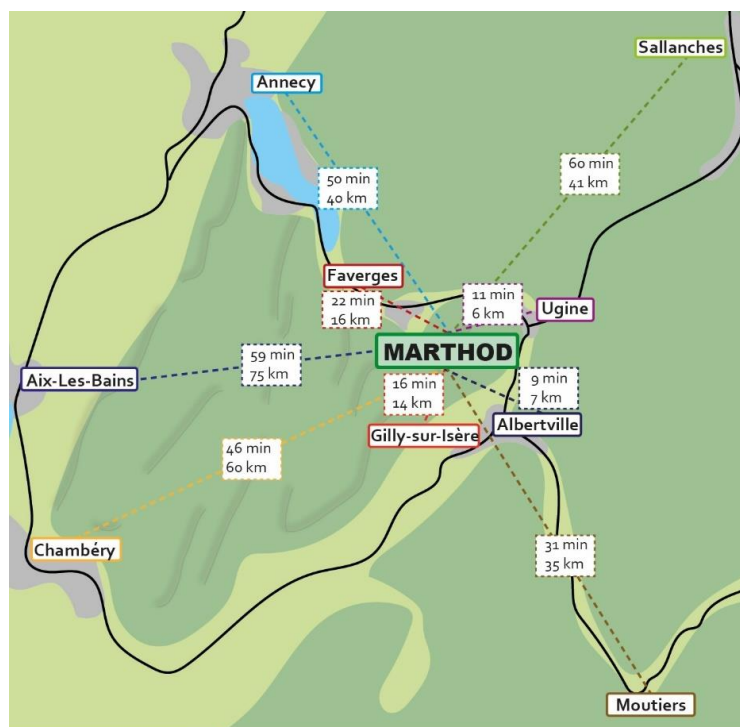 Sallanches
Annecy
60 min
41 km
50 min
40 km
Faverges
22 min
16 km
11 min
6 km
Ugine
MARTHOD
59 min
75 km
Aix-Les-Bains
16 min
14 km
9 min
7 km
Gilly-sur-Isère
Albertville
46 min
60 km
Chambéry
31 min
35 km
Moutiers